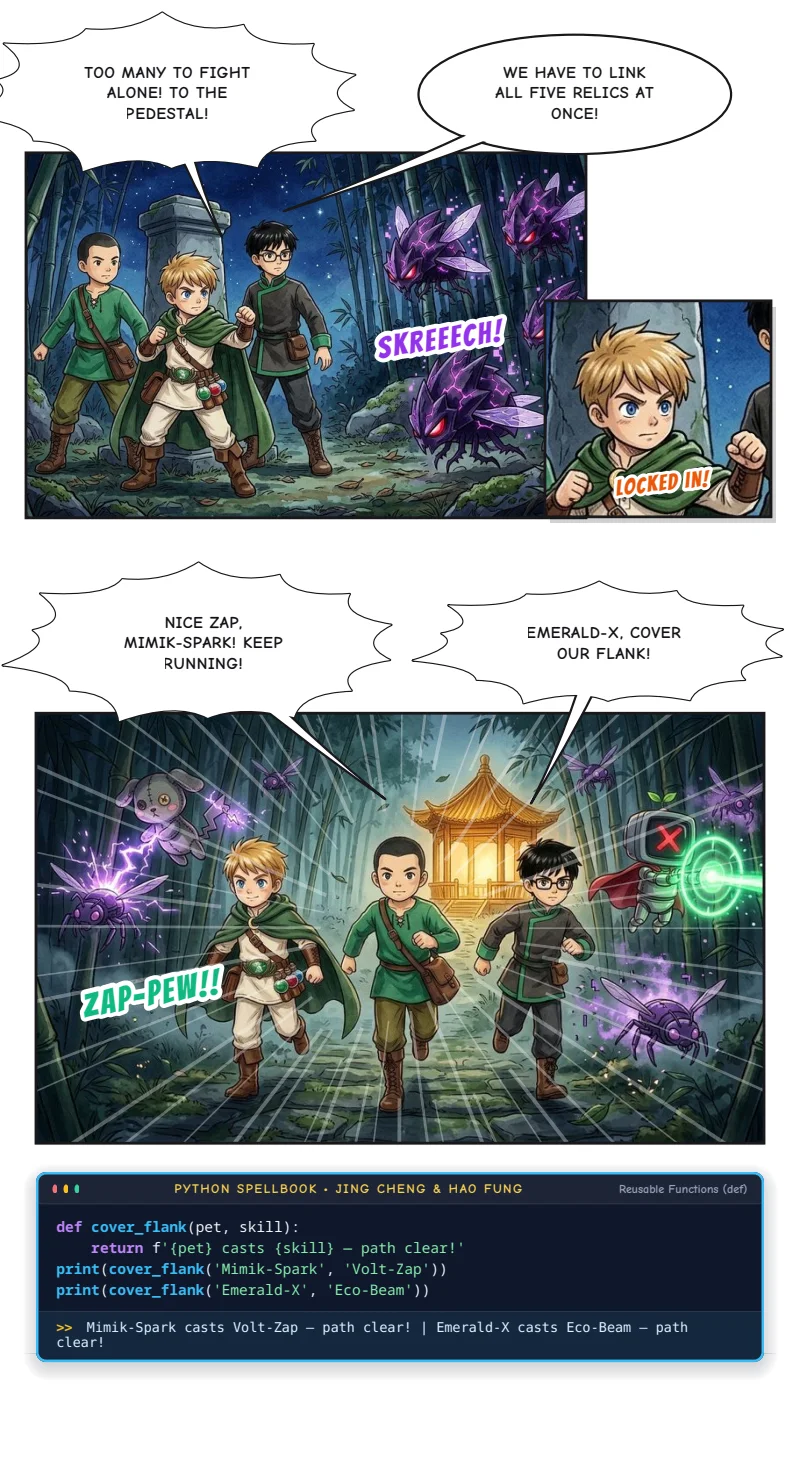 TOO MANY TO FIGHT
ALONE! TO THE
PEDESTAL!
WE HAVE TO LINK
ALL FIVE RELICS AT
ONCE!
SKREEECH!
LOCKED IN!
NICE ZAP,
MIMIK-SPARK! KEEP
RUNNING!
EMERALD-X, COVER
OUR FLANK!
ZAP-PEW!!
PYTHON SPELLBOOK • JING CHENG & HAO FUNG
Reusable Functions (def)
def cover_flank(pet, skill):
    return f'{pet} casts {skill} — path clear!'
print(cover_flank('Mimik-Spark', 'Volt-Zap'))
print(cover_flank('Emerald-X', 'Eco-Beam'))
>> Mimik-Spark casts Volt-Zap — path clear! | Emerald-X casts Eco-Beam — path
clear!